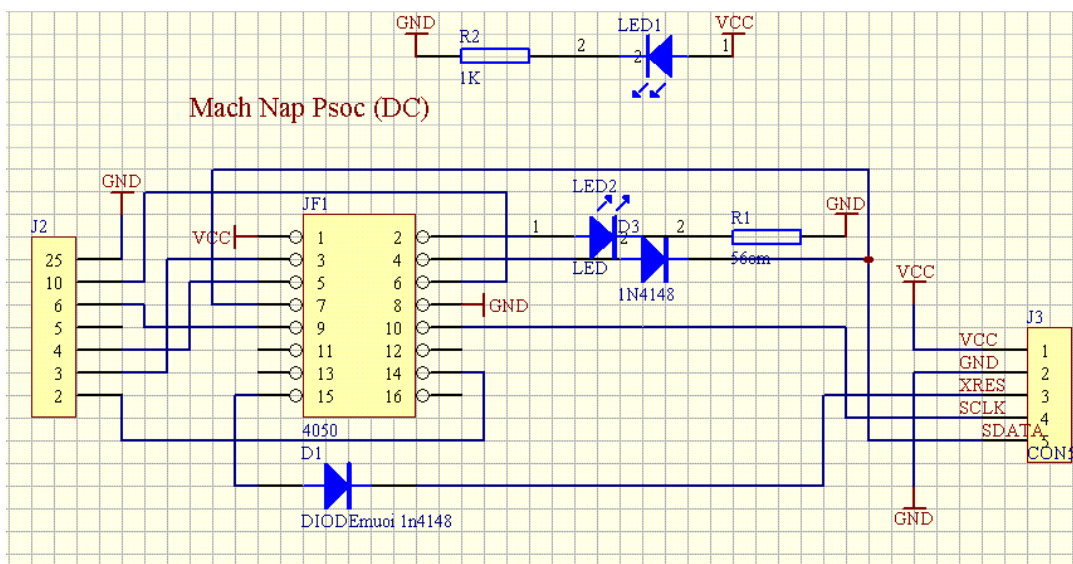 GND
R2
1K
2
LED1
2
1
VCC
Mach Nap Psoc (DC)
GND
J2
25
10
6
5
4
3
2
JF1
VCC
1 2
3 4
5 6
7 8
9 10
11 12
13 14
15 16
4050
GND
LED2
1
2
LED
D3
2
1N4148
R1
56om
GND
VCC
J3
VCC 1
GND 2
XRES 3
SCLK 4
SDATA 5
CON5
GND
D1
DIODEmuoi 1n4148